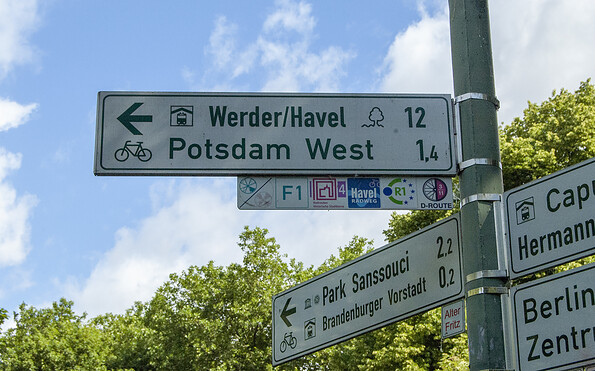 Werder/Havel 12
Potsdam West 1,4
F1 4 Havel RADWEG R1 D-ROUTE
Park Sanssouci 2.2
Brandenburger Vorstadt 0.2
Alter Fritz
Hermann
Berlin
Zentr